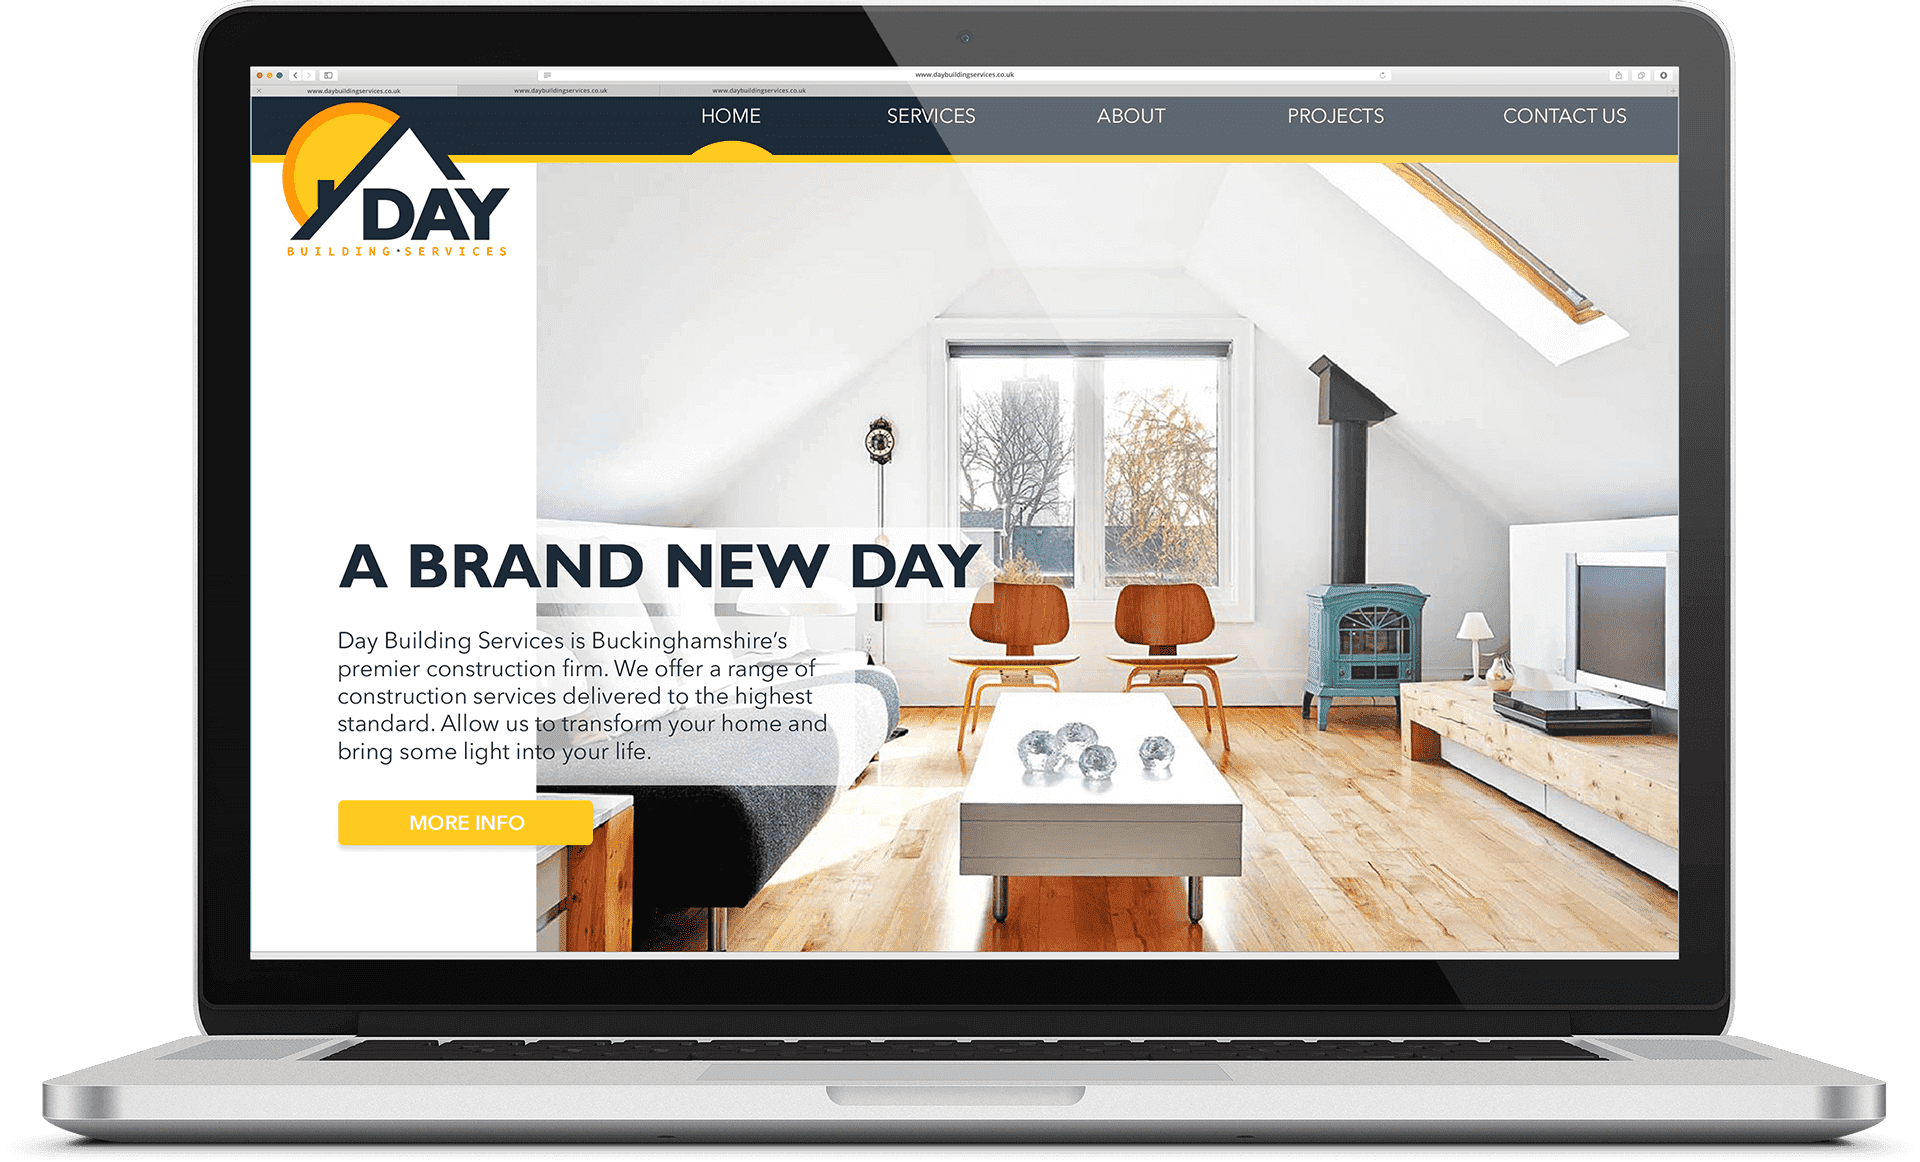 www.daybuildingservices.co.uk
www.daybuildingservices.co.uk www.daybuildingservices.co.uk www.daybuildingservices.co.uk
HOME SERVICES ABOUT PROJECTS CONTACT US
DAY
BUILDING·SERVICES
A BRAND NEW DAY
Day Building Services is Buckinghamshire’s
premier construction firm. We offer a range of
construction services delivered to the highest
standard. Allow us to transform your home and
bring some light into your life.
MORE INFO